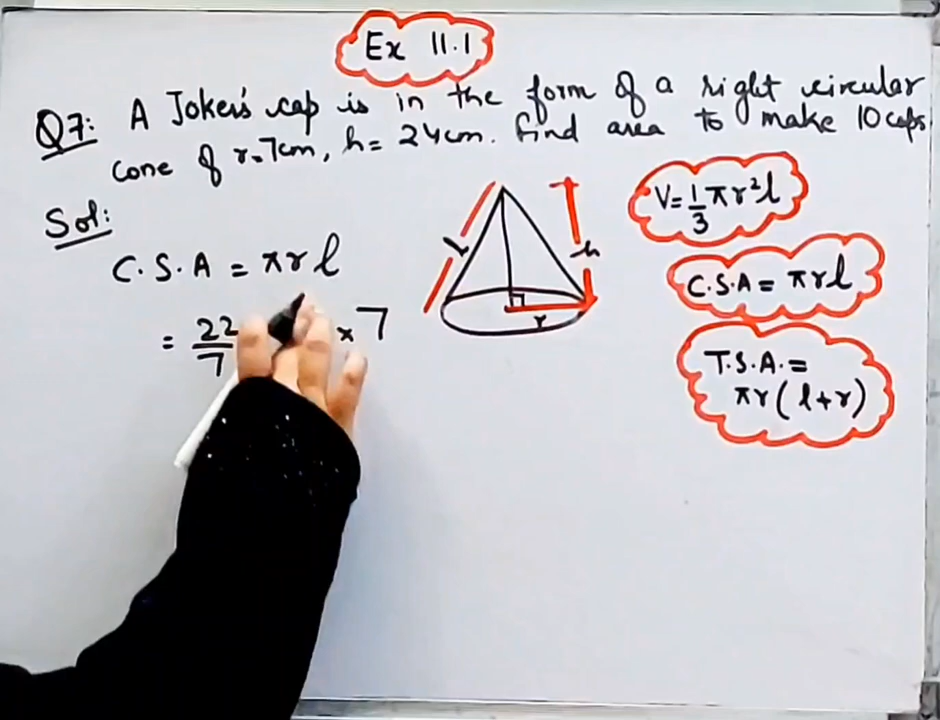 Ex 11.1
Q7: A Joker's cap is in the form of a right circular
cone of r=7cm, h= 24cm. find area to make 10 caps.
Sol:
C.S.A = πrl
= 22/7 × 7
l
h
r
V= 1/3 πr²l
C.S.A = πrl
T.S.A. =
πr(l+r)